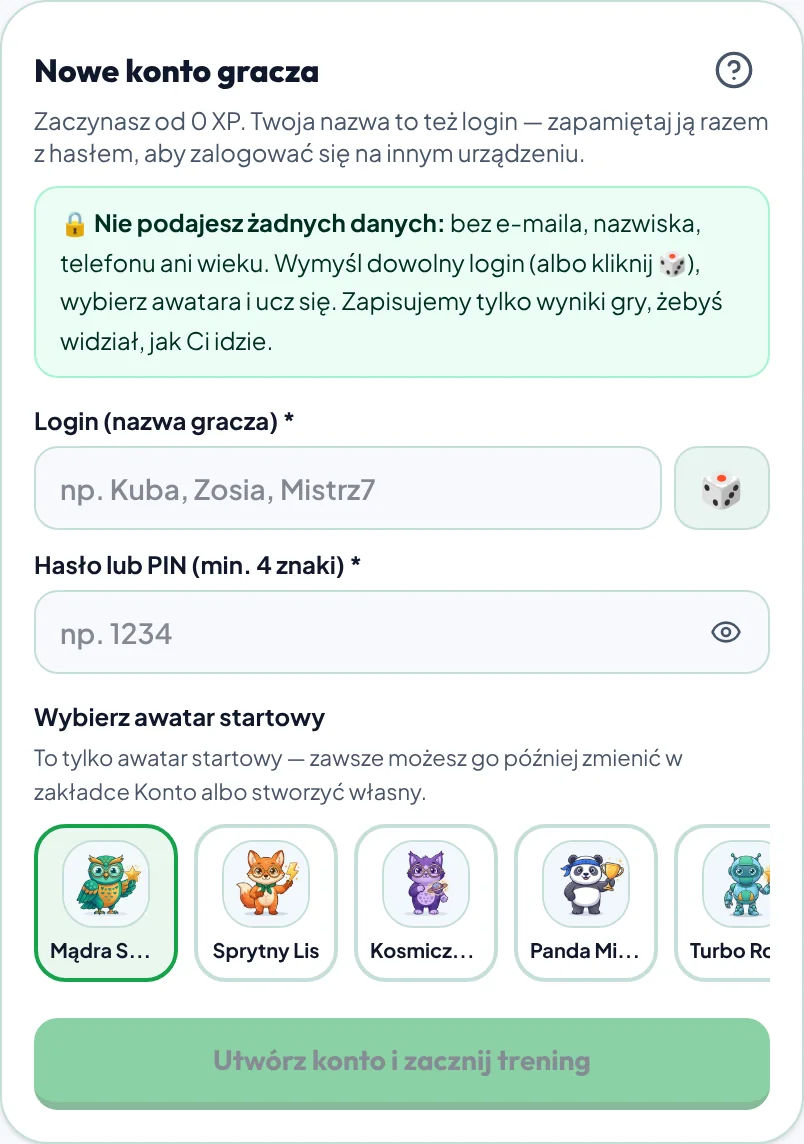 Nowe konto gracza
Zaczynasz od 0 XP. Twoja nazwa to też login — zapamiętaj ją razem
z hasłem, aby zalogować się na innym urządzeniu.
🔒 Nie podajesz żadnych danych: bez e-maila, nazwiska,
telefonu ani wieku. Wymyśl dowolny login (albo kliknij 🎲),
wybierz awatara i ucz się. Zapisujemy tylko wyniki gry, żebyś
widział, jak Ci idzie.
Login (nazwa gracza) *
np. Kuba, Zosia, Mistrz7
Hasło lub PIN (min. 4 znaki) *
np. 1234
Wybierz awatar startowy
To tylko awatar startowy — zawsze możesz go później zmienić w
zakładce Konto albo stworzyć własny.
Mądra S... Sprytny Lis Kosmicz... Panda Mi... Turbo Ro
Utwórz konto i zacznij trening